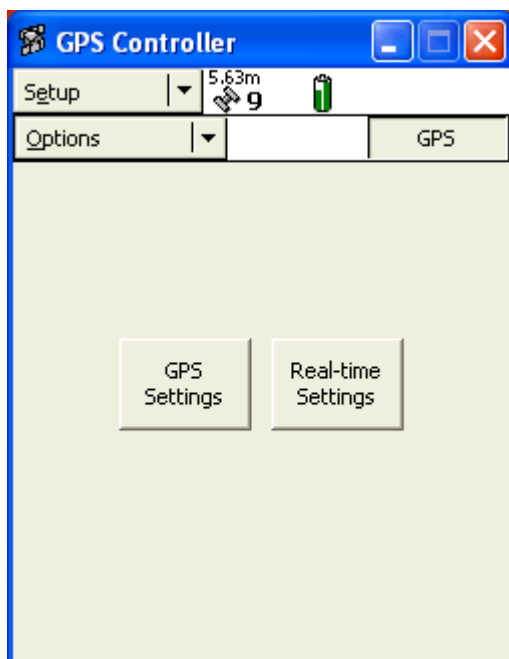 GPS Controller
Setup
5.63m
9
Options
GPS
GPS
Settings
Real-time
Settings